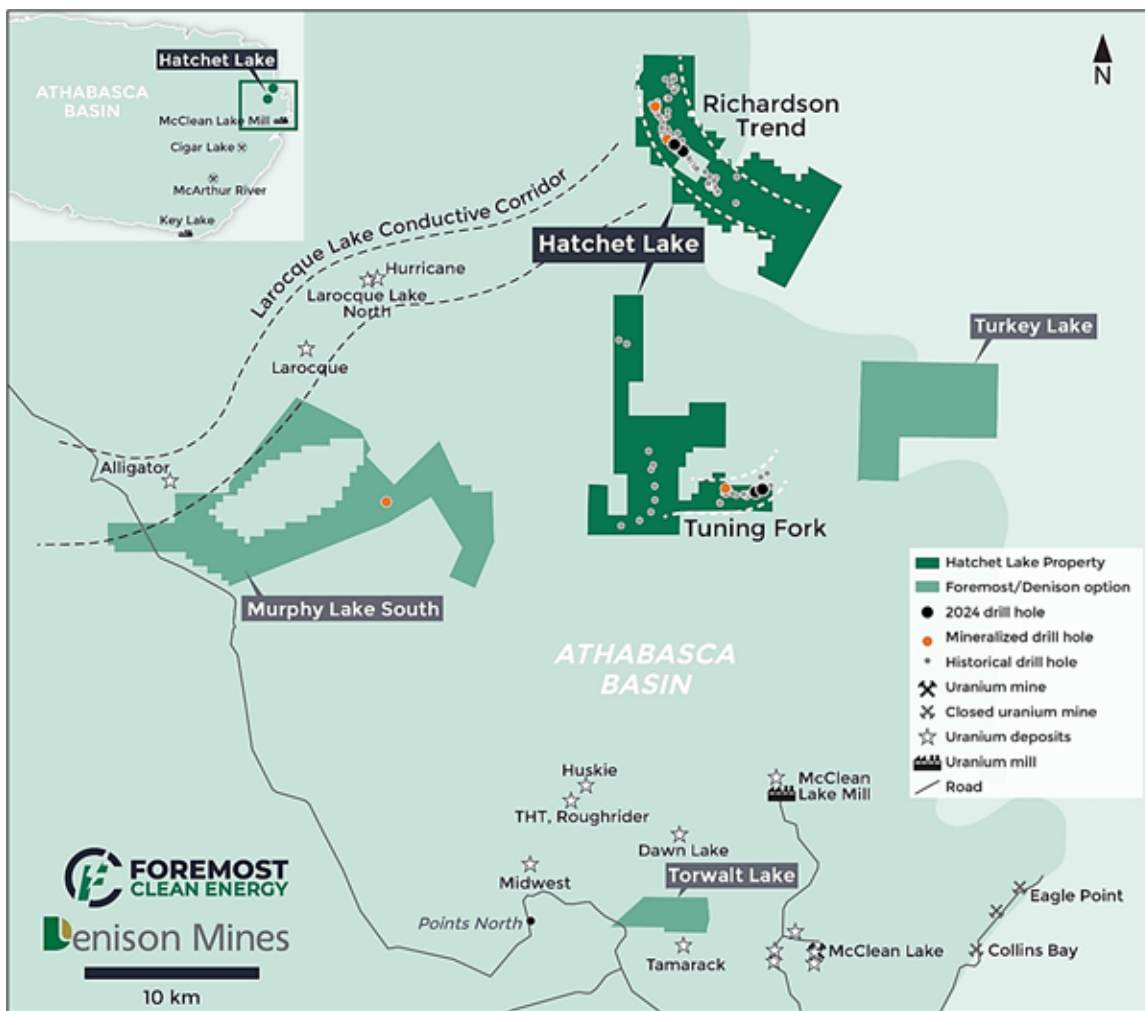 Hatchet Lake
ATHABASCA
BASIN
McClean Lake Mill
Cigar Lake
McArthur River
Key Lake
N
Richardson
Trend
Larocque Lake Conductive Corridor
Hatchet Lake
Hurricane
Larocque Lake
North
Larocque
Turkey Lake
Alligator
Tuning Fork
Murphy Lake South
Hatchet Lake Property
Foremost/Denison option
2024 drill hole
Mineralized drill hole
Historical drill hole
Uranium mine
Closed uranium mine
Uranium deposits
Uranium mill
Road
ATHABASCA
BASIN
Huskie
THT, Roughrider
McClean
Lake Mill
Dawn Lake
Midwest
Torwalt Lake
Points North
Tamarack
McClean Lake
Eagle Point
Collins Bay
FOREMOST
CLEAN ENERGY
Denison Mines
10 km